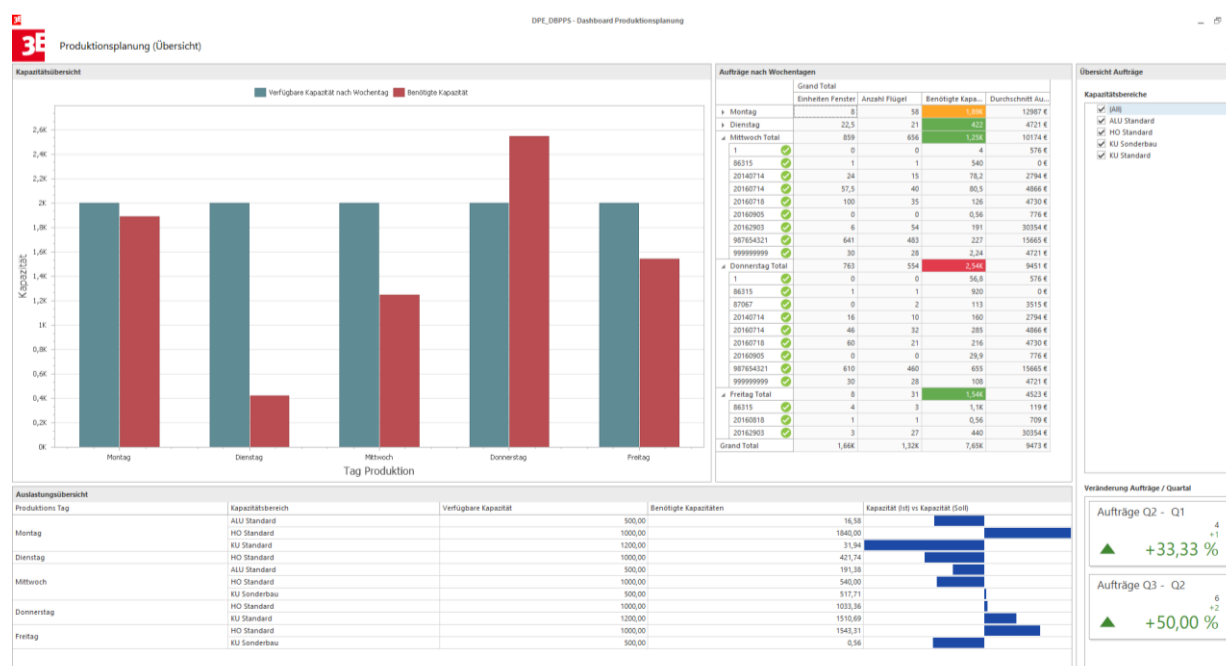 3E
DPE_DBPPS - Dashboard Produktionsplanung
3E
Produktionsplanung (Übersicht)
Kapazitätsübersicht
Verfügbare Kapazität nach Wochentag Benötigte Kapazität
Kapazität
2,6K
2,4K
2,2K
2K
1,8K
1,6K
1,4K
1,2K
1K
0,8K
0,6K
0,4K
0,2K
0K
Montag Dienstag Mittwoch Donnerstag Freitag
Tag Produktion
Aufträge nach Wochentagen
Grand Total
Einheiten Fenster Anzahl Flügel Benötigte Kapa... Durchschnitt Au...
Montag 8 58 1,89K 12987 €
Dienstag 22,5 21 422 4721 €
Mittwoch Total 859 656 1,25K 10174 €
1 0 0 4 576 €
86315 1 1 540 0 €
20140714 24 15 78,2 2794 €
20160714 57,5 40 80,5 4866 €
20160718 100 35 126 4730 €
20160905 0 0 0,56 776 €
20162903 6 54 191 30354 €
987654321 641 483 227 15665 €
999999999 30 28 2,24 4721 €
Donnerstag Total 763 554 2,54K 9451 €
1 0 0 56,8 576 €
86315 1 1 920 0 €
87067 0 2 113 3515 €
20140714 16 10 160 2794 €
20160714 46 32 285 4866 €
20160718 60 21 216 4730 €
20160905 0 0 29,9 776 €
987654321 610 460 655 15665 €
999999999 30 28 108 4721 €
Freitag Total 8 31 1,54K 4523 €
86315 4 3 1,1K 119 €
20160818 1 1 0,56 709 €
20162903 3 27 440 30354 €
Grand Total 1,66K 1,32K 7,65K 9473 €
Übersicht Aufträge
Kapazitätsbereiche
(All)
ALU Standard
HO Standard
KU Sonderbau
KU Standard
Auslastungsübersicht
Produktions Tag Kapazitätsbereich Verfügbare Kapazität Benötigte Kapazitäten Kapazität (Ist) vs Kapazität (Soll)
Montag ALU Standard 500,00 16,58
HO Standard 1000,00 1840,00
KU Standard 1200,00 31,94
Dienstag HO Standard 1000,00 421,74
Mittwoch ALU Standard 500,00 191,38
HO Standard 1000,00 540,00
KU Sonderbau 500,00 517,71
Donnerstag HO Standard 1000,00 1033,36
KU Standard 1200,00 1510,69
Freitag HO Standard 1000,00 1543,31
KU Sonderbau 500,00 0,56
Veränderung Aufträge / Quartal
Aufträge Q2 - Q1
4
+1
+33,33 %
Aufträge Q3 - Q2
6
+2
+50,00 %